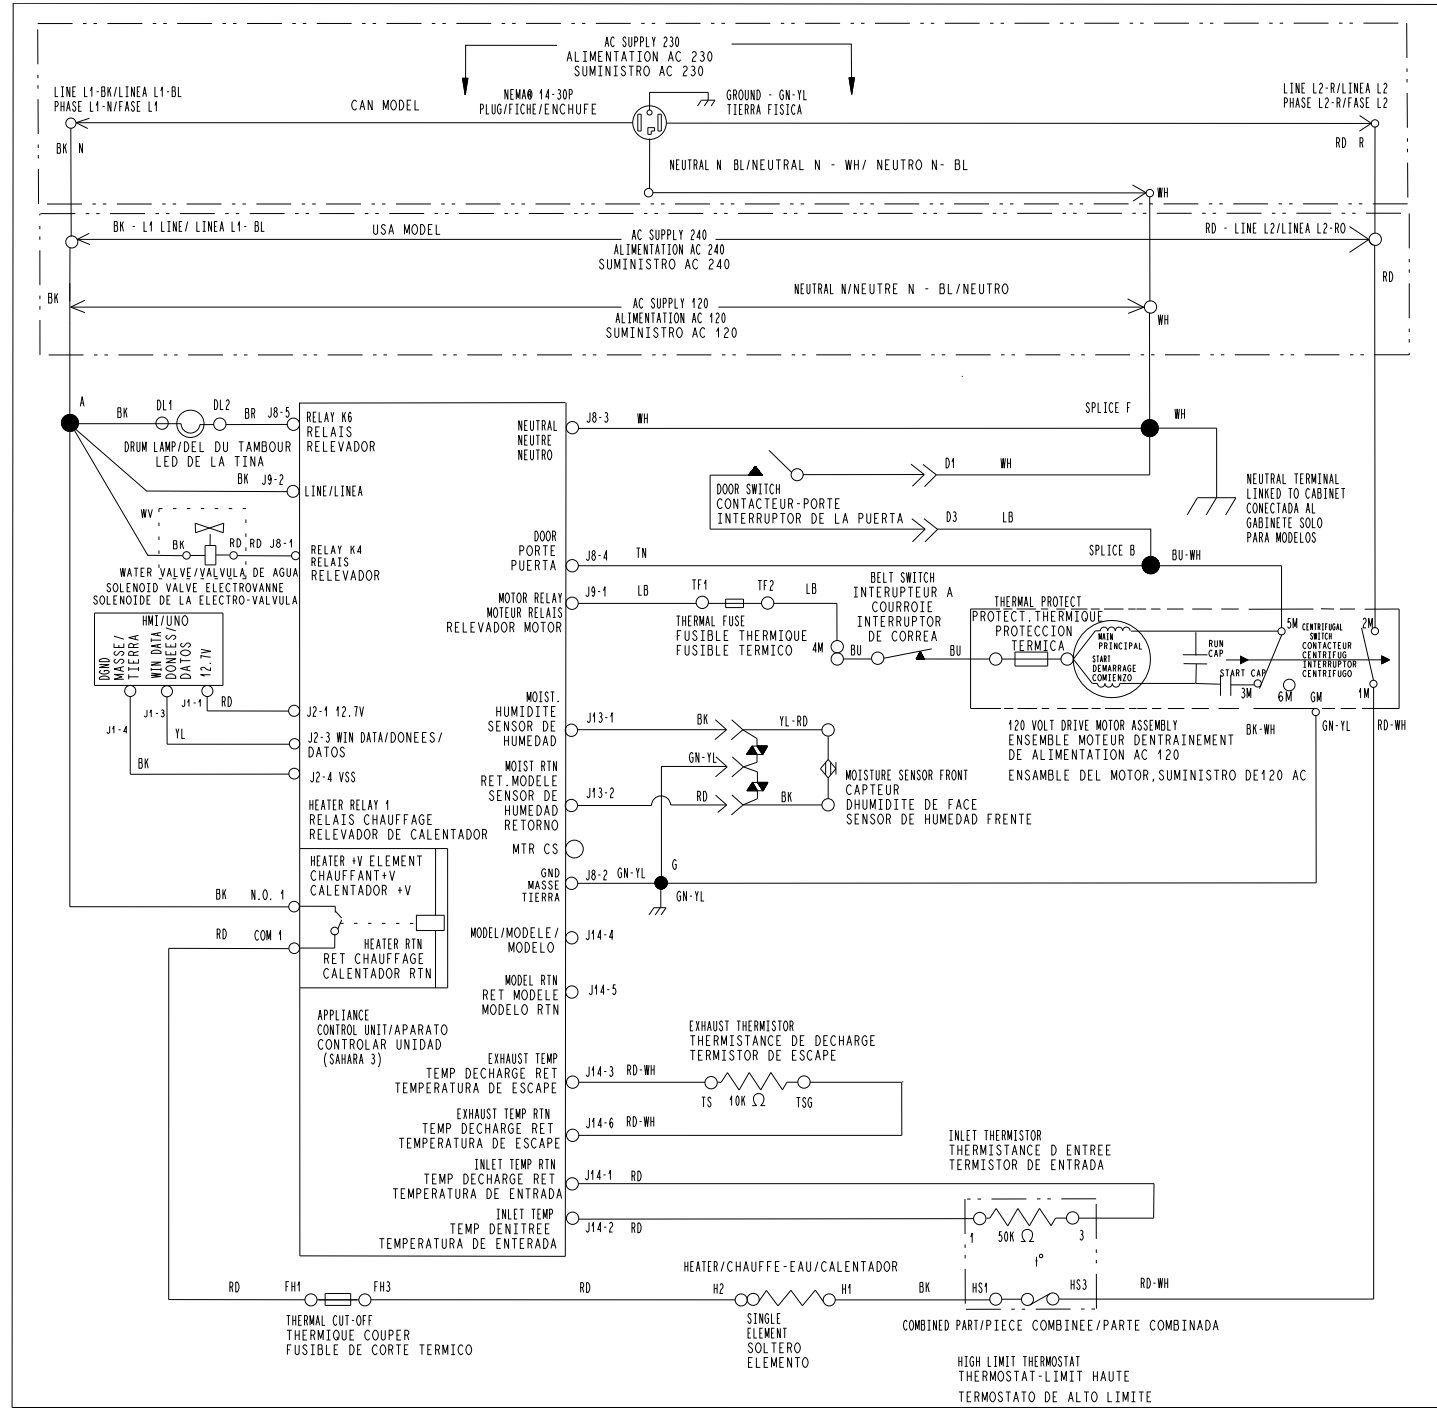 AC SUPPLY 230
ALIMENTATION AC 230
SUMINISTRO AC 230
LINE L1-BK/LINEA L1-BL
PHASE L1-N/FASE L1
CAN MODEL
NEMA® 14-30P
PLUG/FICHE/ENCHUFE
GROUND - GN-YL
TIERRA FISICA
LINE L2-R/LINEA L2
PHASE L2-R/FASE L2
BK N
RD R
NEUTRAL N BL/NEUTRAL N - WH/ NEUTRO N- BL
WH
BK - L1 LINE/ LINEA L1- BL
USA MODEL
AC SUPPLY 240
ALIMENTATION AC 240
SUMINISTRO AC 240
RD - LINE L2/LINEA L2-RO
RD
BK
NEUTRAL N/NEUTRE N - BL/NEUTRO
AC SUPPLY 120
ALIMENTATION AC 120
SUMINISTRO AC 120
WH
A
BK
DL1
DL2
BR
J8-5
DRUM LAMP/DEL DU TAMBOUR
LED DE LA TINA
RELAY K6
RELAIS
RELEVADOR
NEUTRAL
NEUTRE
NEUTRO
J8-3
WH
SPLICE F
WH
BK J9-2
LINE/LINEA
D1
WH
DOOR SWITCH
CONTACTEUR-PORTE
INTERRUPTOR DE LA PUERTA
D3
LB
NEUTRAL TERMINAL
LINKED TO CABINET
CONECTADA AL
GABINETE SOLO
PARA MODELOS
WV
BK
RD RD J8-1
RELAY K4
RELAIS
RELEVADOR
WATER VALVE/VALVULA DE AGUA
SOLENOID VALVE ELECTROVANNE
SOLENOIDE DE LA ELECTRO-VALVULA
DOOR
PORTE
PUERTA
J8-4
TN
SPLICE B
BU-WH
HMI/UNO
DGND
MASSE/
TIERRA
WIN DATA
DONEES/
DATOS
12.7V
MOTOR RELAY
MOTEUR RELAIS
RELEVADOR MOTOR
J9-1
LB
TF1
TF2
LB
THERMAL FUSE
FUSIBLE THERMIQUE
FUSIBLE TERMICO
BELT SWITCH
INTERUPTEUR A
COURROIE
INTERRUPTOR
DE CORREA
4M
BU
BU
THERMAL PROTECT
PROTECT.THERMIQUE
PROTECCION
TERMICA
MAIN
PRINCIPAL
START
DEMARRAGE
COMIENZO
RUN
CAP
START CAP
5M
CENTRIFUGAL
SWITCH
CONTACTEUR
CENTRIFUG
INTERRUPTOR
CENTRIFUGO
2M
3M
6M
GM
1M
120 VOLT DRIVE MOTOR ASSEMBLY
ENSEMBLE MOTEUR DENTRAINEMENT
DE ALIMENTATION AC 120
ENSAMBLE DEL MOTOR,SUMINISTRO DE120 AC
BK-WH
GN-YL
RD-WH
J1-4
J1-3
J1-1
RD
YL
BK
J2-1 12.7V
J2-3 WIN DATA/DONEES/
DATOS
J2-4 VSS
MOIST.
HUMIDITE
SENSOR DE
HUMEDAD
J13-1
BK
YL-RD
GN-YL
MOIST RTN
RET.MODELE
SENSOR DE
HUMEDAD
RETORNO
J13-2
RD
BK
MOISTURE SENSOR FRONT
CAPTEUR
DHUMIDITE DE FACE
SENSOR DE HUMEDAD FRENTE
HEATER RELAY 1
RELAIS CHAUFFAGE
RELEVADOR DE CALENTADOR
MTR CS
HEATER +V ELEMENT
CHAUFFANT+V
CALENTADOR +V
GND
MASSE
TIERRA
J8-2
GN-YL
G
GN-YL
BK
N.O. 1
RD
COM 1
HEATER RTN
RET CHAUFFAGE
CALENTADOR RTN
MODEL/MODELE/
MODELO
J14-4
MODEL RTN
RET MODELE
MODELO RTN
J14-5
APPLIANCE
CONTROL UNIT/APARATO
CONTROLAR UNIDAD
(SAHARA 3)
EXHAUST TEMP
TEMP DECHARGE RET
TEMPERATURA DE ESCAPE
J14-3
RD-WH
EXHAUST THERMISTOR
THERMISTANCE DE DECHARGE
TERMISTOR DE ESCAPE
TS
10K Ω
TSG
EXHAUST TEMP RTN
TEMP DECHARGE RET
TEMPERATURA DE ESCAPE
J14-6
RD-WH
INLET TEMP RTN
TEMP DECHARGE RET
TEMPERATURA DE ENTRADA
J14-1
RD
INLET THERMISTOR
THERMISTANCE D ENTREE
TERMISTOR DE ENTRADA
INLET TEMP
TEMP DENITREE
TEMPERATURA DE ENTERADA
J14-2
RD
1
50K Ω
3
t°
RD
FH1
FH3
RD
HEATER/CHAUFFE-EAU/CALENTADOR
H2
H1
BK
HS1
HS3
RD-WH
THERMAL CUT-OFF
THERMIQUE COUPER
FUSIBLE DE CORTE TERMICO
SINGLE
ELEMENT
SOLTERO
ELEMENTO
COMBINED PART/PIECE COMBINEE/PARTE COMBINADA
HIGH LIMIT THERMOSTAT
THERMOSTAT-LIMIT HAUTE
TERMOSTATO DE ALTO LIMITE